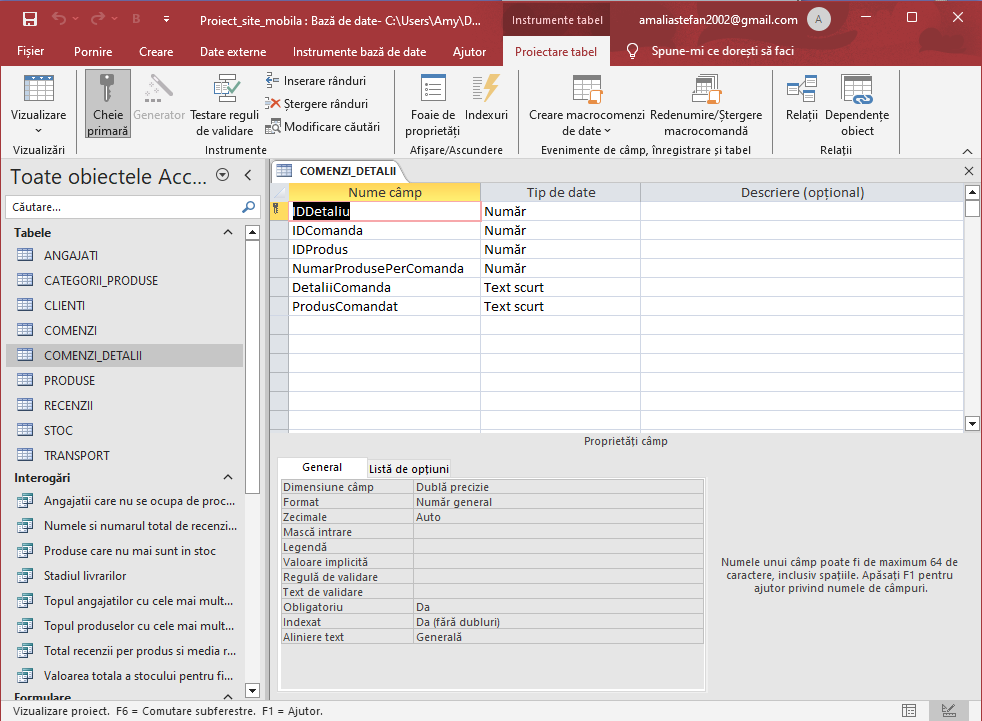 Proiect_site_mobila : Bază de date- C:\Users\Amy\D...
Instrumente tabel
amaliastefan2002@gmail.com
A
B
Fișier
Pornire
Creare
Date externe
Instrumente bază de date
Ajutor
Proiectare tabel
Spune-mi ce dorești să faci
Vizualizare
Cheie primară
Generator
Testare reguli de validare
Inserare rânduri
Ștergere rânduri
Modificare căutări
Foaie de proprietăți
Indexuri
Creare macrocomenzi de date
Redenumire/Ștergere macrocomandă
Relații
Dependențe obiect
Vizualizări
Instrumente
Afișare/Ascundere
Evenimente de câmp, înregistrare și tabel
Relații
Toate obiectele Acc...
Căutare...
Tabele
ANGAJATI
CATEGORII_PRODUSE
CLIENTI
COMENZI
COMENZI_DETALII
PRODUSE
RECENZII
STOC
TRANSPORT
Interogări
Angajatii care nu se ocupa de proc...
Numele si numarul total de recenzi...
Produse care nu mai sunt in stoc
Stadiul livrarilor
Topul angajatilor cu cele mai mult...
Topul produselor cu cele mai mult...
Total recenzii per produs si media r...
Valoarea totala a stocului pentru fi...
Formulare
COMENZI_DETALII
Nume câmp
Tip de date
Descriere (opțional)
IDDetaliu
Număr
IDComanda
Număr
IDProdus
Număr
NumarProdusePerComanda
Număr
DetaliiComanda
Text scurt
ProdusComandat
Text scurt
Proprietăți câmp
General
Listă de opțiuni
Dimensiune câmp
Dublă precizie
Format
Număr general
Zecimale
Auto
Mască intrare
Legendă
Valoare implicită
Regulă de validare
Text de validare
Obligatoriu
Da
Indexat
Da (fără dubluri)
Aliniere text
Generală
Numele unui câmp poate fi de maximum 64 de
caractere, inclusiv spațiile. Apăsați F1 pentru
ajutor privind numele de câmpuri.
Vizualizare proiect. F6 = Comutare subferestre. F1 = Ajutor.